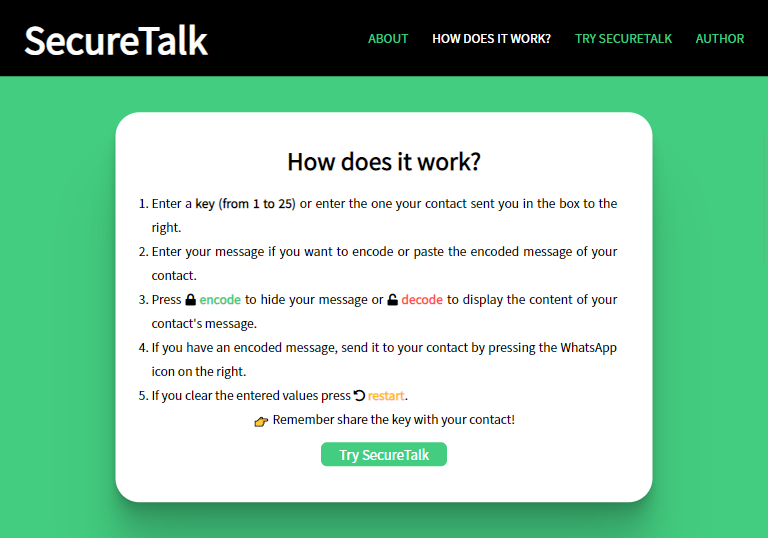 SecureTalk
ABOUT HOW DOES IT WORK? TRY SECURETALK AUTHOR
How does it work?
1. Enter a key (from 1 to 25) or enter the one your contact sent you in the box to the
right.
2. Enter your message if you want to encode or paste the encoded message of your
contact.
3. Press encode to hide your message or decode to display the content of your
contact's message.
4. If you have an encoded message, send it to your contact by pressing the WhatsApp
icon on the right.
5. If you clear the entered values press restart.
👉 Remember share the key with your contact!
Try SecureTalk